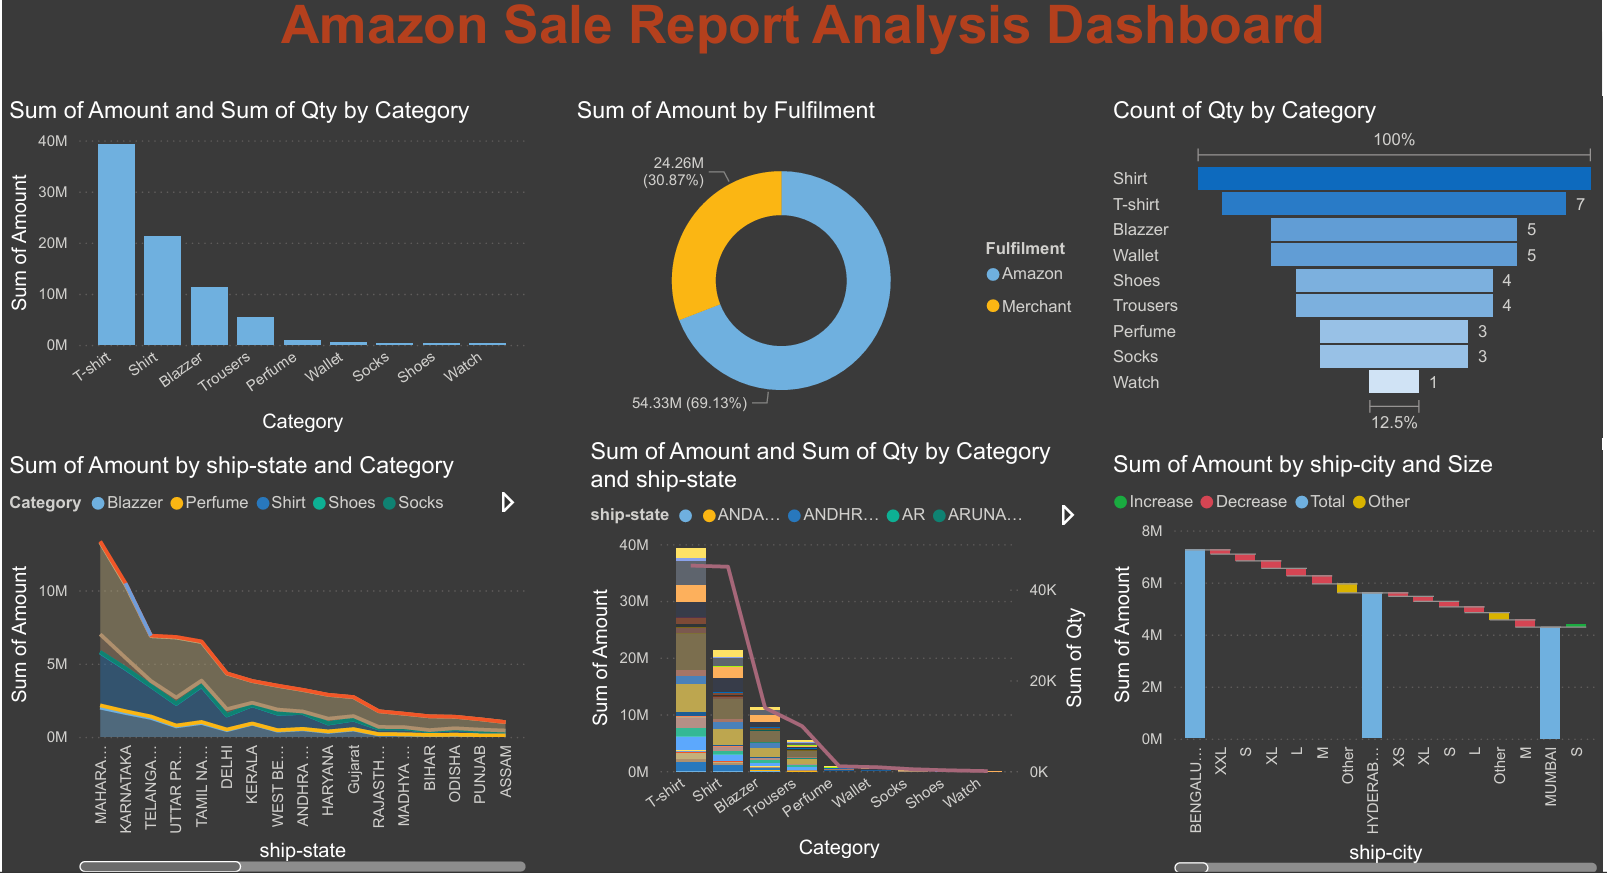 Amazon Sale Report Analysis Dashboard
Sum of Amount and Sum of Qty by Category
40M
30M
20M
10M
0M
Sum of Amount
T-shirt
Shirt
Blazzer
Trousers
Perfume
Wallet
Socks
Shoes
Watch
Category
Sum of Amount by Fulfilment
24.26M
(30.87%)
54.33M (69.13%)
Fulfilment
Amazon
Merchant
Count of Qty by Category
100%
Shirt
T-shirt 7
Blazzer 5
Wallet 5
Shoes 4
Trousers 4
Perfume 3
Socks 3
Watch 1
12.5%
Sum of Amount by ship-state and Category
Category Blazzer Perfume Shirt Shoes Socks
10M
5M
0M
Sum of Amount
MAHARA...
KARNATAKA
TELANGA...
UTTAR PR...
TAMIL NA...
DELHI
KERALA
WEST BE...
ANDHRA ...
HARYANA
Gujarat
RAJASTH...
MADHYA ...
BIHAR
ODISHA
PUNJAB
ASSAM
ship-state
Sum of Amount and Sum of Qty by Category
and ship-state
ship-state ANDA... ANDHR... AR ARUNA...
40M
30M
20M
10M
0M
Sum of Amount
40K
20K
0K
Sum of Qty
T-shirt
Shirt
Blazzer
Trousers
Perfume
Wallet
Socks
Shoes
Watch
Category
Sum of Amount by ship-city and Size
Increase Decrease Total Other
8M
6M
4M
2M
0M
Sum of Amount
BENGALU...
XXL
S
XL
L
M
Other
HYDERAB...
XS
XL
S
L
Other
M
MUMBAI
S
ship-city